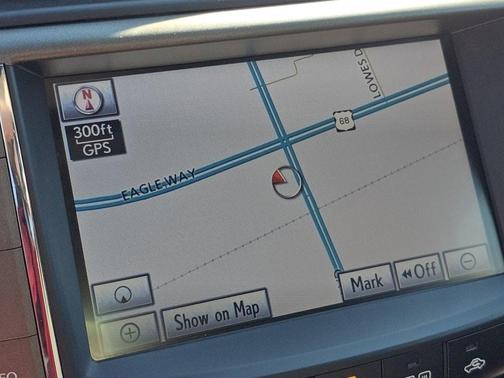 N
LOWES D
300ft
GPS
68
EAGLE WAY
Show on Map
Mark
Off